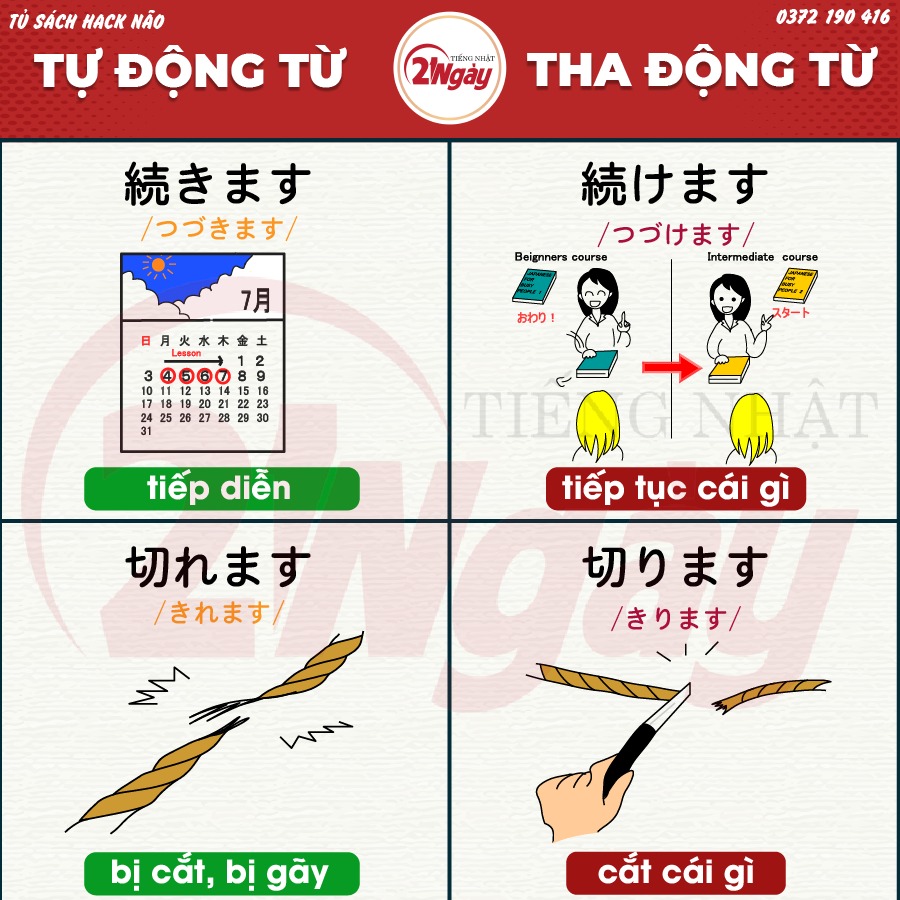 TỦ SÁCH HACK NÃO
0372 190 416
TỰ ĐỘNG TỪ
TIẾNG NHẬT
21Ngày
THA ĐỘNG TỪ
続きます
/つづきます/
7月
日 月 火 水 木 金 土
Lesson
1 2
3 4 5 6 7 8 9
10 11 12 13 14 15 16
17 18 19 20 21 22 23
24 25 26 27 28 29 30
31
tiếp diễn
続けます
/つづけます/
Beignners course
JAPANESE
FOR
BUSY
PEOPLE 1
おわり!
Intermediate course
JAPANESE
FOR
BUSY
PEOPLE 2
スタート
tiếp tục cái gì
切れます
/きれます/
bị cắt, bị gãy
切ります
/きります/
cắt cái gì
TIẾNG NHẬT
21Ngày